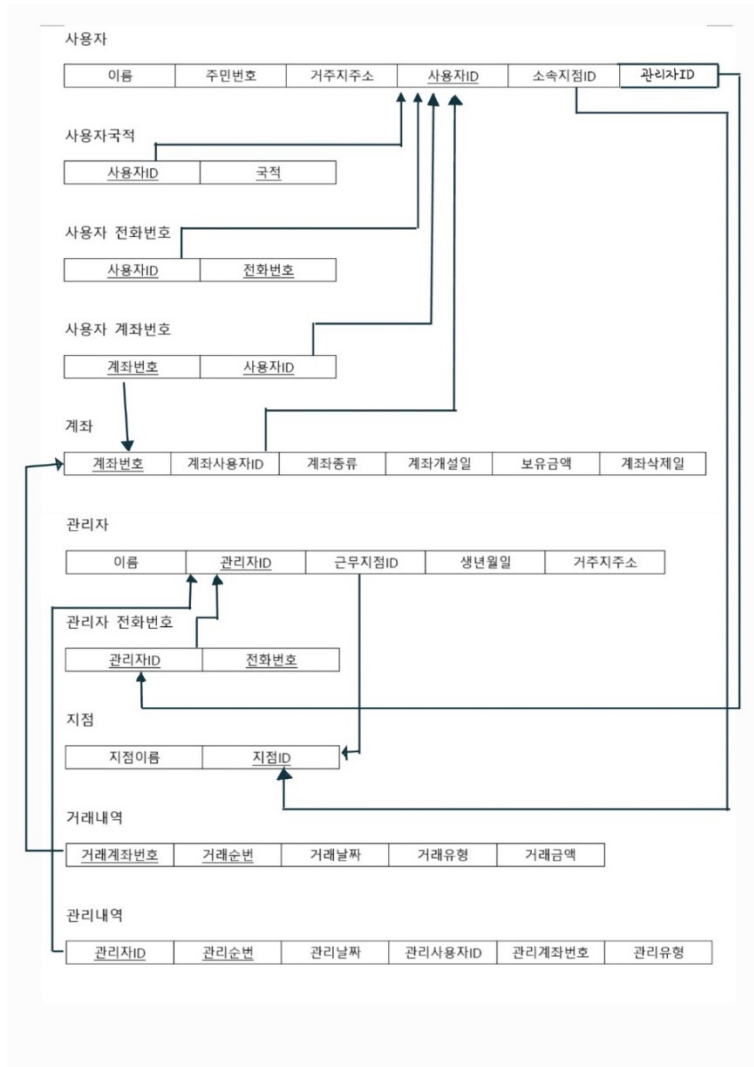 사용자
이름 주민번호 거주지주소 사용자ID 소속지점ID 관리자ID
사용자국적
사용자ID 국적
사용자 전화번호
사용자ID 전화번호
사용자 계좌번호
계좌번호 사용자ID
계좌
계좌번호 계좌사용자ID 계좌종류 계좌개설일 보유금액 계좌삭제일
관리자
이름 관리자ID 근무지점ID 생년월일 거주지주소
관리자 전화번호
관리자ID 전화번호
지점
지점이름 지점ID
거래내역
거래계좌번호 거래순번 거래날짜 거래유형 거래금액
관리내역
관리자ID 관리순번 관리날짜 관리사용자ID 관리계좌번호 관리유형